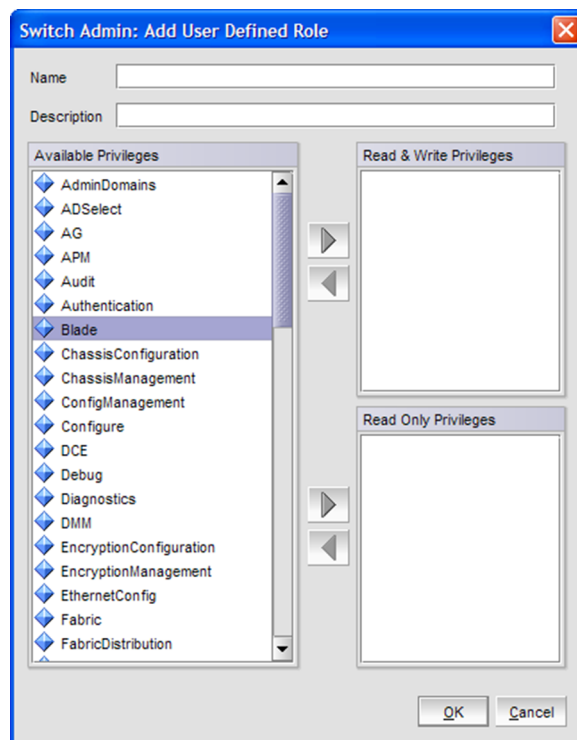 Switch Admin: Add User Defined Role
Name
Description
Available Privileges
AdminDomains
ADSelect
AG
APM
Audit
Authentication
Blade
ChassisConfiguration
ChassisManagement
ConfigManagement
Configure
DCE
Debug
Diagnostics
DMM
EncryptionConfiguration
EncryptionManagement
EthernetConfig
Fabric
FabricDistribution
Read & Write Privileges
Read Only Privileges
OK
Cancel